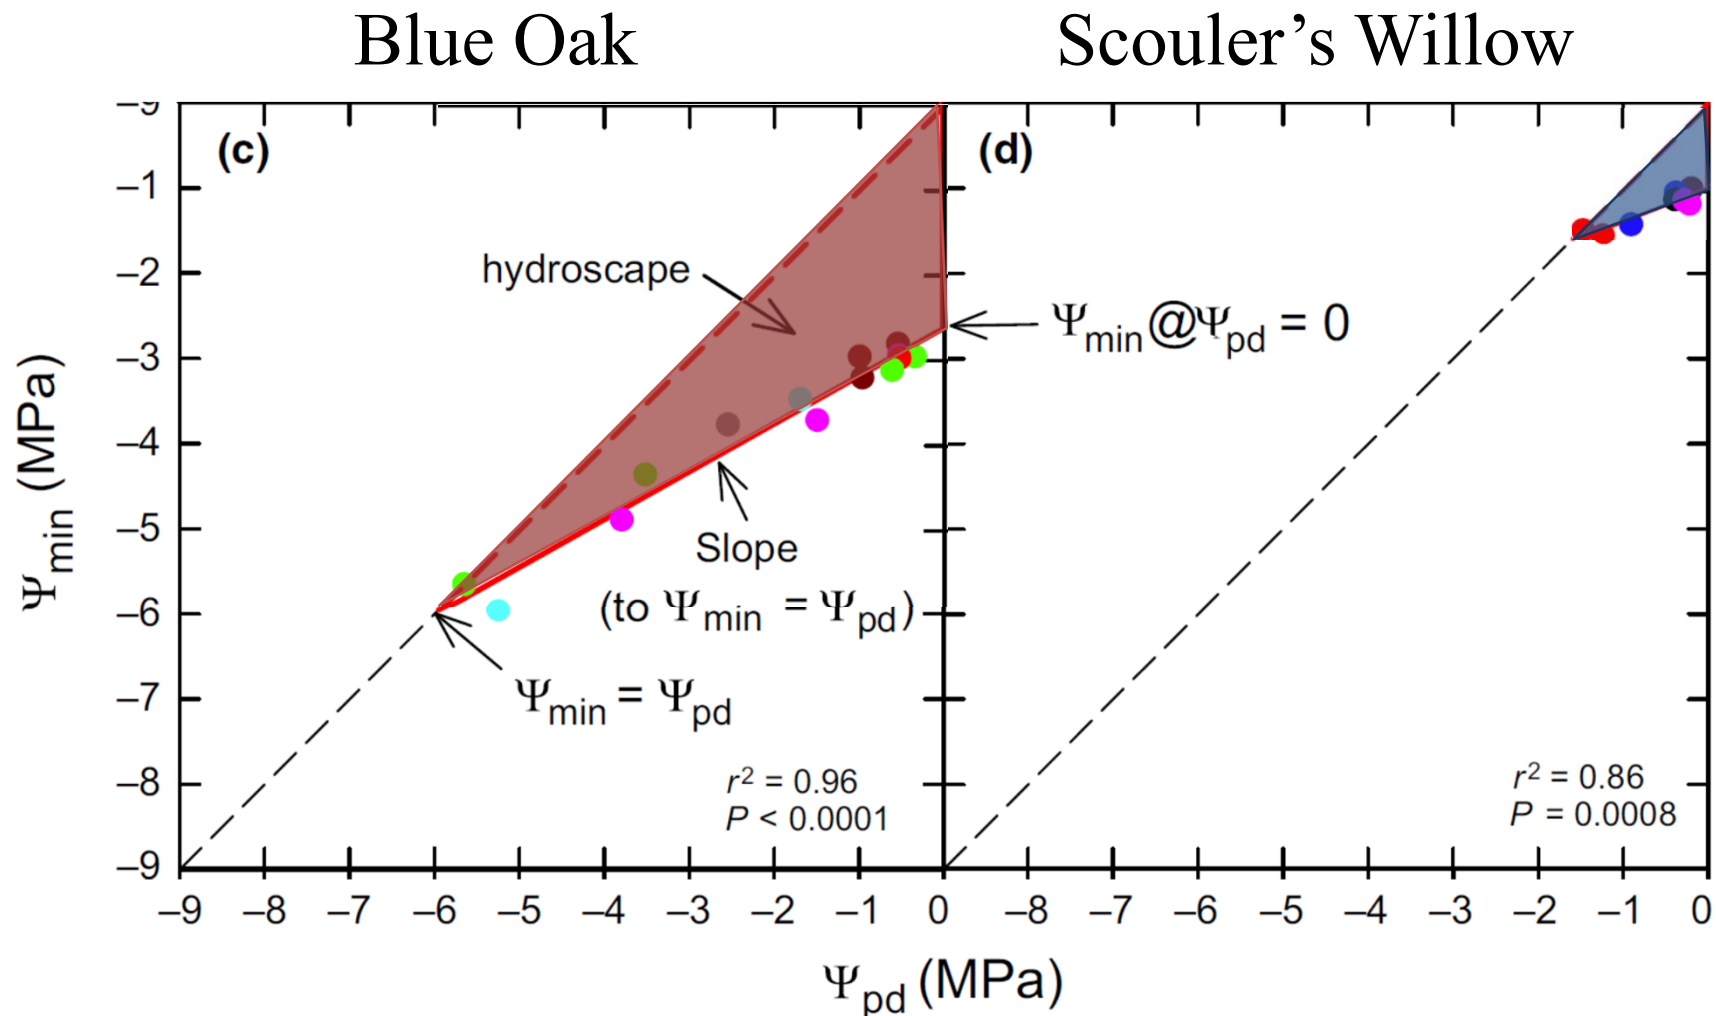 Blue Oak
Scouler's Willow
(c)
(d)
–1
–2
–3
–4
–5
–6
–7
–8
–9
Ψmin (MPa)
hydroscape
Ψmin@Ψpd = 0
Slope
(to Ψmin = Ψpd)
Ψmin = Ψpd
r² = 0.96
P < 0.0001
r² = 0.86
P = 0.0008
–9 –8 –7 –6 –5 –4 –3 –2 –1 0 –8 –7 –6 –5 –4 –3 –2 –1 0
Ψpd (MPa)